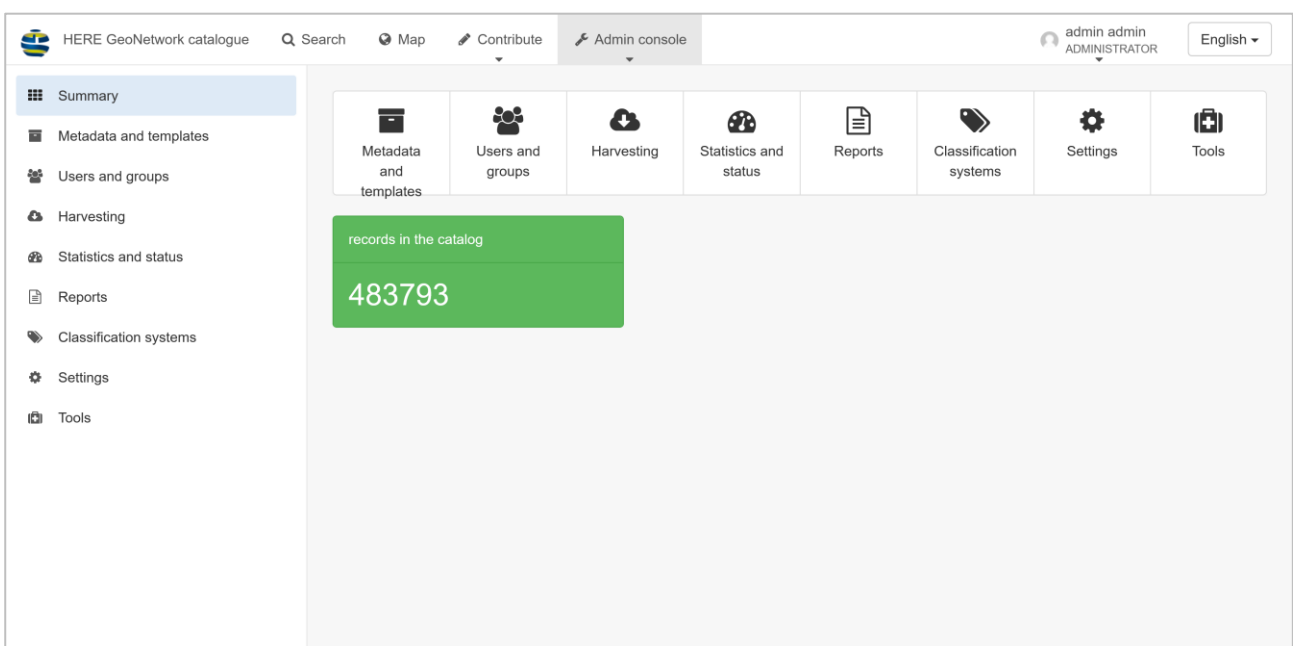 HERE GeoNetwork catalogue
Search
Map
Contribute
Admin console
admin admin
ADMINISTRATOR
English
Summary
Metadata and templates
Users and groups
Harvesting
Statistics and status
Reports
Classification systems
Settings
Tools
Metadata
and
templates
Users and
groups
Harvesting
Statistics and
status
Reports
Classification
systems
Settings
Tools
records in the catalog
483793